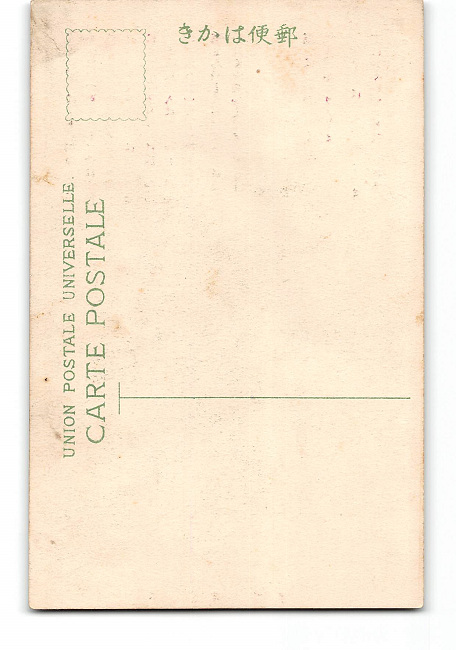 郵便はかき
UNION POSTALE UNIVERSELLE.
CARTE POSTALE